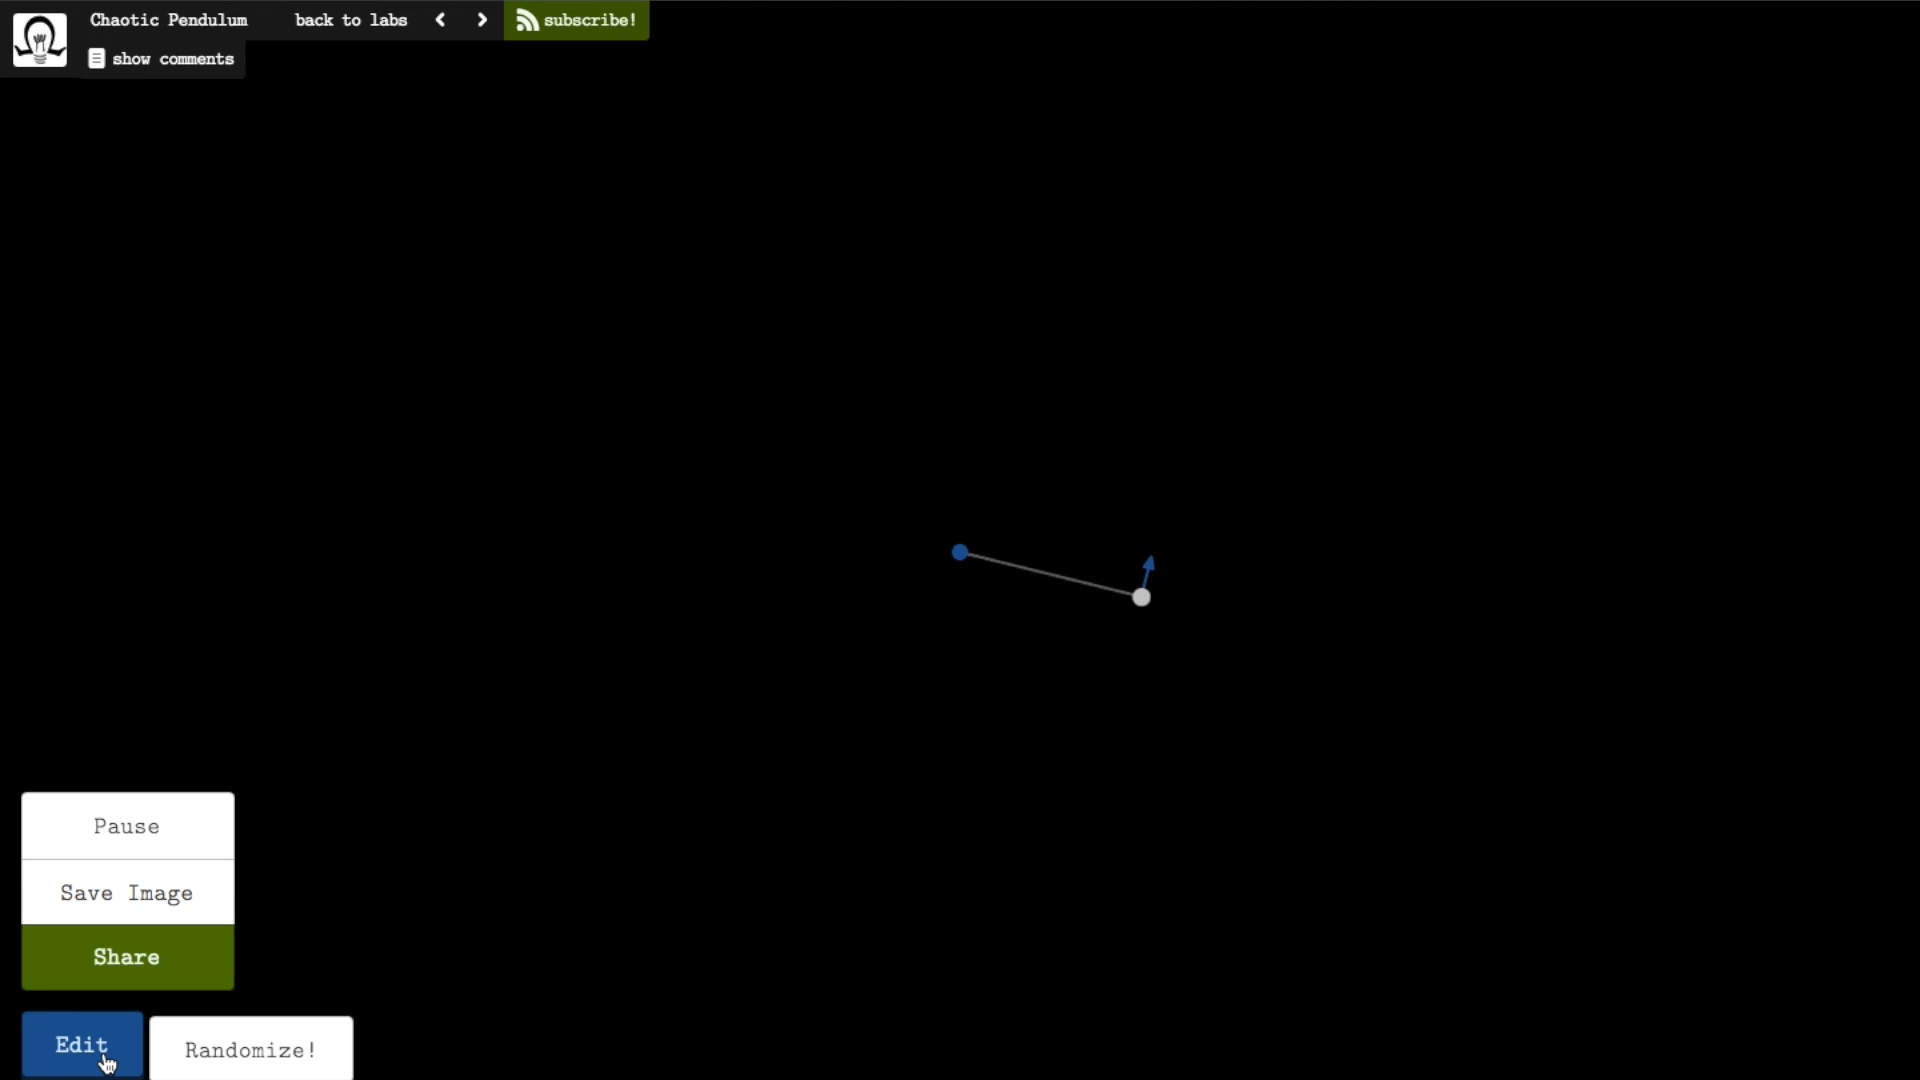 Chaotic Pendulum back to labs subscribe!
show comments
Pause
Save Image
Share
Edit Randomize!